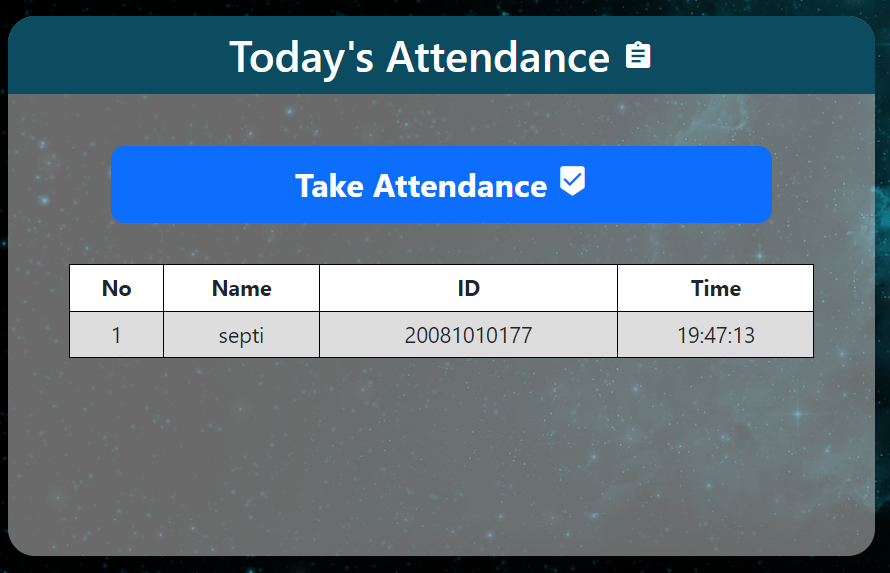 Today's Attendance
Take Attendance
No Name ID Time
1 septi 20081010177 19:47:13